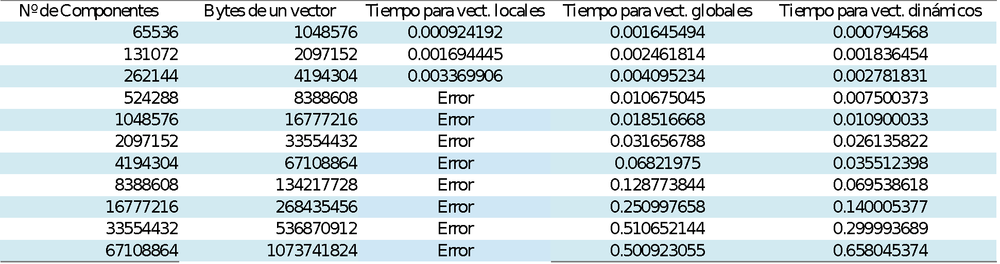 Nº de Componentes Bytes de un vector Tiempo para vect. locales Tiempo para vect. globales Tiempo para vect. dinámicos
65536 1048576 0.000924192 0.001645494 0.000794568
131072 2097152 0.001694445 0.002461814 0.001836454
262144 4194304 0.003369906 0.004095234 0.002781831
524288 8388608 Error 0.010675045 0.007500373
1048576 16777216 Error 0.018516668 0.010900033
2097152 33554432 Error 0.031656788 0.026135822
4194304 67108864 Error 0.06821975 0.035512398
8388608 134217728 Error 0.128773844 0.069538618
16777216 268435456 Error 0.250997658 0.140005377
33554432 536870912 Error 0.510652144 0.299993689
67108864 1073741824 Error 0.500923055 0.658045374